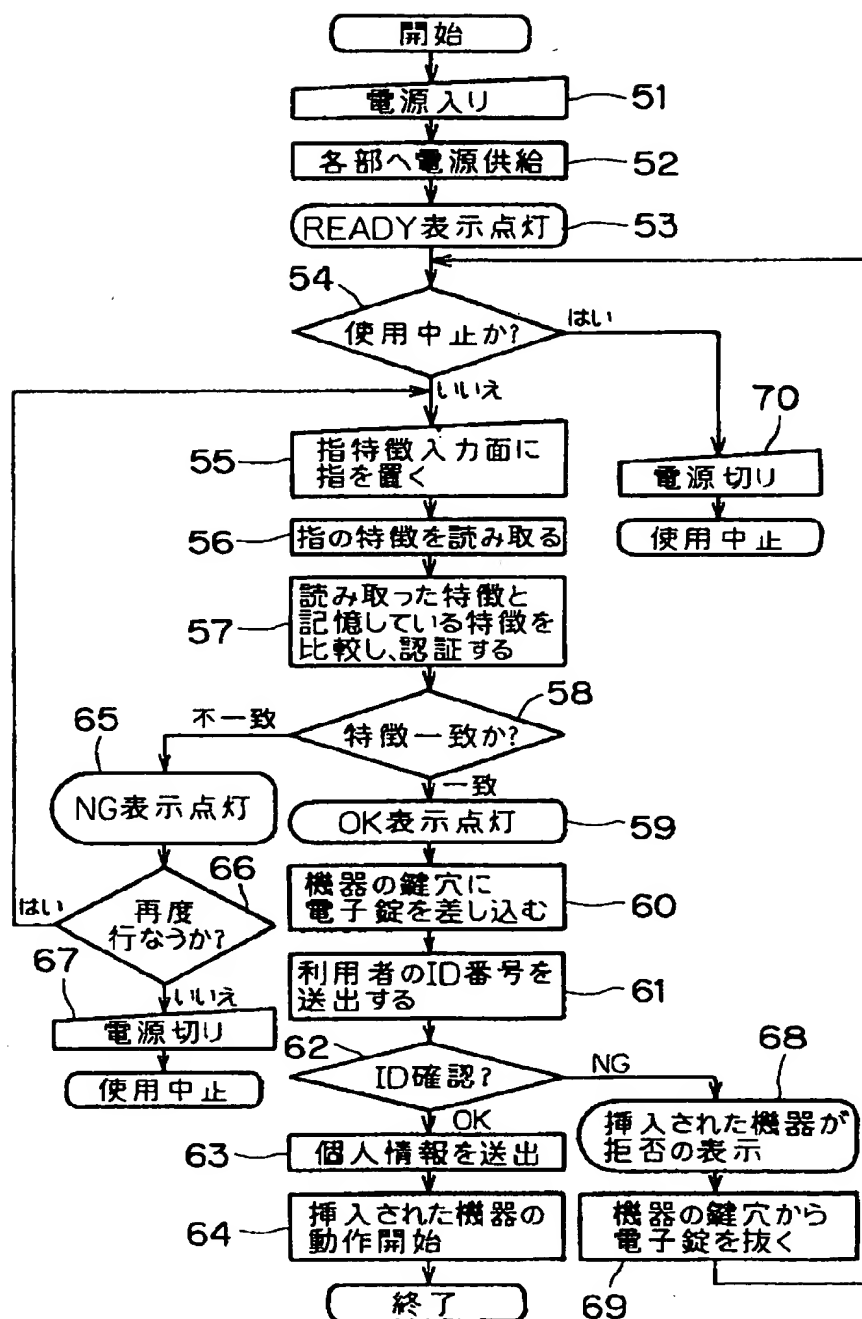 開始
電源入り
51
各部へ電源供給
52
READY表示点灯
53
54
使用中止か?
はい
いいえ
70
55
指特徴入力面に
指を置く
電源切り
56
指の特徴を読み取る
使用中止
57
読み取った特徴と
記憶している特徴を
比較し、認証する
58
不一致
特徴一致か?
65
一致
NG表示点灯
OK表示点灯
59
66
はい
再度
行なうか?
機器の鍵穴に
電子錠を差し込む
60
67
いいえ
利用者のID番号を
送出する
61
電源切り
62
68
使用中止
ID確認?
NG
OK
挿入された機器が
拒否の表示
63
個人情報を送出
64
挿入された機器の
動作開始
機器の鍵穴から
電子錠を抜く
終了
69